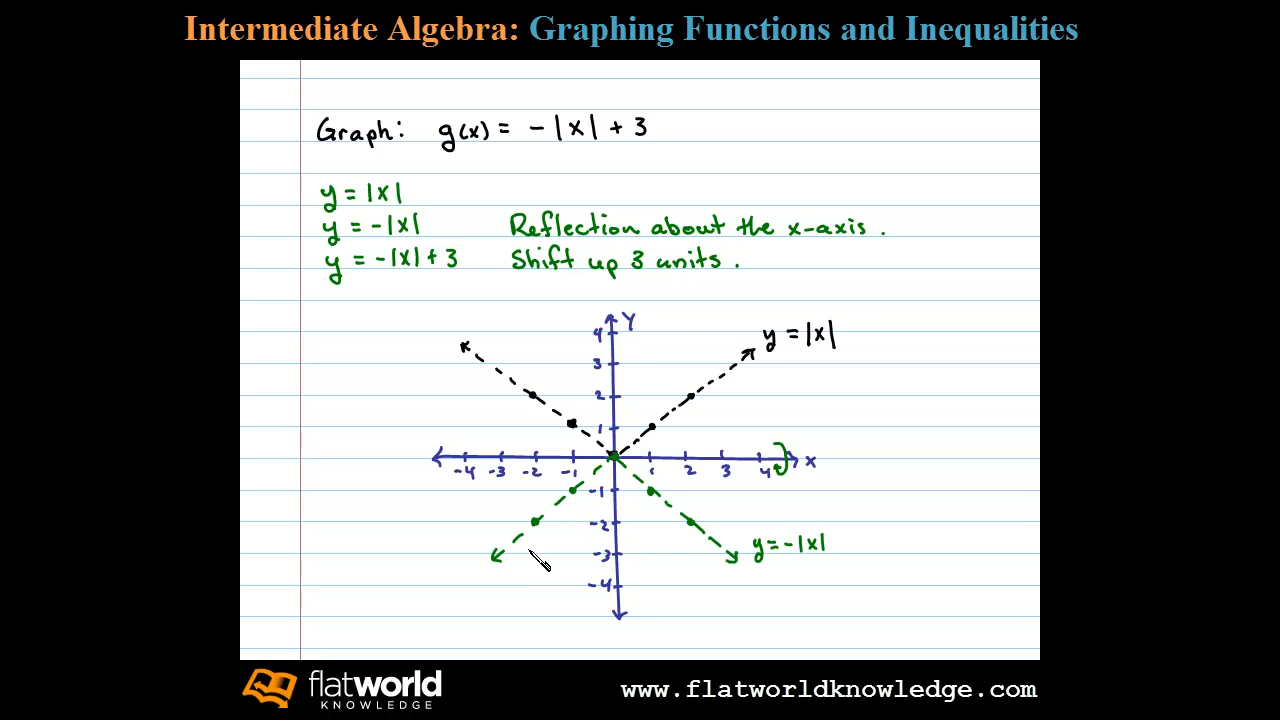 Intermediate Algebra: Graphing Functions and Inequalities
Graph: g(x) = -|x| + 3
y = |x|
y = -|x| Reflection about the x-axis.
y = -|x| + 3 Shift up 3 units.
Y
4
3
2
1
y = |x|
-4 -3 -2 -1 1 2 3 4 x
-1
-2
-3
-4
y = -|x|
flatworld
KNOWLEDGE
www.flatworldknowledge.com